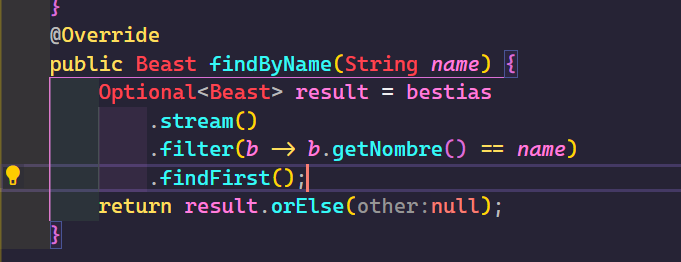 }
@Override
public Beast findByName(String name) {
Optional<Beast> result = bestias
.stream()
.filter(b -> b.getNombre() == name)
.findFirst();
return result.orElse(other:null);
}